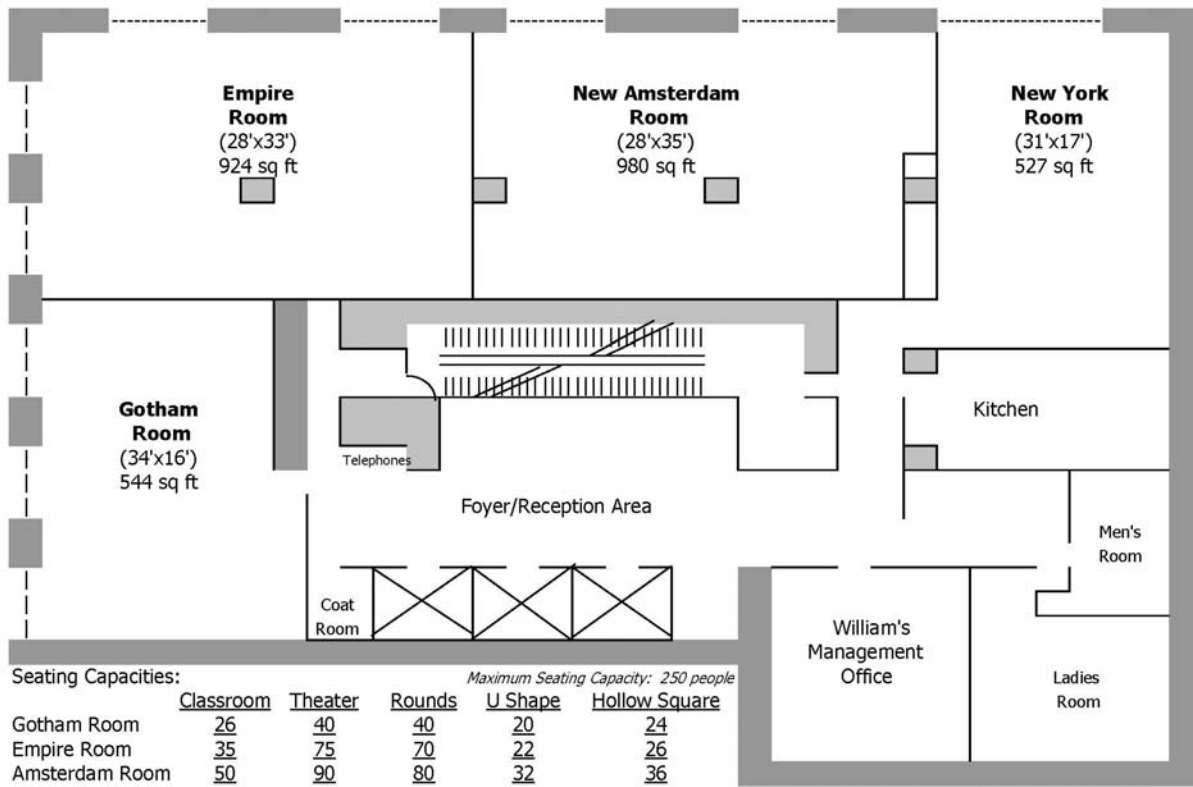 Empire
Room
(28'x33')
924 sq ft
New Amsterdam
Room
(28'x35')
980 sq ft
New York
Room
(31'x17')
527 sq ft
Gotham
Room
(34'x16')
544 sq ft
Kitchen
Telephones
Foyer/Reception Area
Men's
Room
Coat
Room
William's
Management
Office
Ladies
Room
Seating Capacities:
Maximum Seating Capacity: 250 people
Classroom Theater Rounds U Shape Hollow Square
Gotham Room 26 40 40 20 24
Empire Room 35 75 70 22 26
Amsterdam Room 50 90 80 32 36